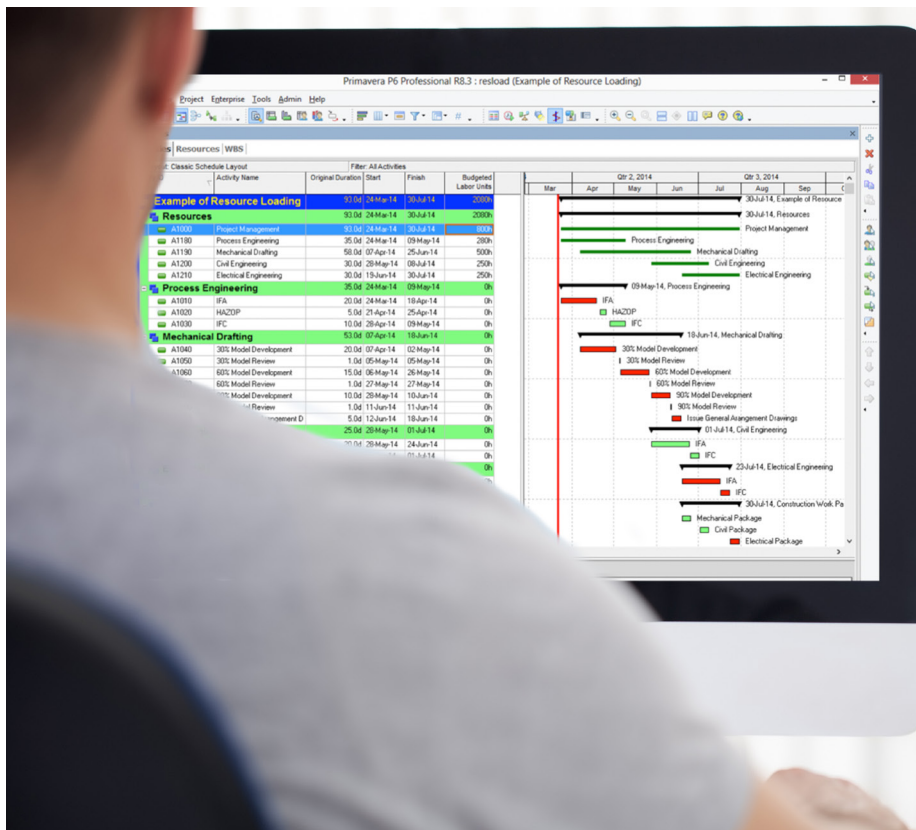 Primavera P6 Professional R8.3 : resload (Example of Resource Loading)
Project Enterprise Tools Admin Help
Resources WBS
Classic Schedule Layout Filter: All Activities
Activity Name Original Duration Start Finish Budgeted Labor Units
Qtr 2, 2014 Qtr 3, 2014
Mar Apr May Jun Jul Aug Sep
Example of Resource Loading 93.0d 24-Mar-14 30-Jul-14 2080h 30-Jul-14, Example of Resource
Resources 93.0d 24-Mar-14 30-Jul-14 2080h 30-Jul-14, Resources
A1000 Project Management 93.0d 24-Mar-14 30-Jul-14 800h Project Management
A1180 Process Engineering 35.0d 24-Mar-14 09-May-14 280h Process Engineering
A1190 Mechanical Drafting 58.0d 07-Apr-14 25-Jun-14 500h Mechanical Drafting
A1200 Civil Engineering 30.0d 28-May-14 08-Jul-14 250h Civil Engineering
A1210 Electrical Engineering 30.0d 19-Jun-14 30-Jul-14 250h Electrical Engineering
Process Engineering 35.0d 24-Mar-14 09-May-14 0h 09-May-14, Process Engineering
A1010 IFA 20.0d 24-Mar-14 18-Apr-14 0h IFA
A1020 HAZOP 5.0d 21-Apr-14 25-Apr-14 0h HAZOP
A1030 IFC 10.0d 28-Apr-14 09-May-14 0h IFC
Mechanical Drafting 53.0d 07-Apr-14 18-Jun-14 0h 18-Jun-14, Mechanical Drafting
A1040 30% Model Development 20.0d 07-Apr-14 02-May-14 0h 30% Model Development
A1050 30% Model Review 1.0d 05-May-14 05-May-14 0h 30% Model Review
A1060 60% Model Development 15.0d 06-May-14 26-May-14 0h 60% Model Development
60% Model Review 1.0d 27-May-14 27-May-14 0h 60% Model Review
Model Development 10.0d 28-May-14 10-Jun-14 0h 90% Model Development
Review 1.0d 11-Jun-14 11-Jun-14 0h 90% Model Review
D 5.0d 12-Jun-14 18-Jun-14 0h Issue General Arangement Drawings
25.0d 28-May-14 01-Jul-14 0h 01-Jul-14, Civil Engineering
28-May-14 24-Jun-14 0h IFA
0h IFC
0h 23-Jul-14, Electrical Engineering
IFA
IFC
30-Jul-14, Construction Work Pa
Mechanical Package
Civil Package
Electrical Package